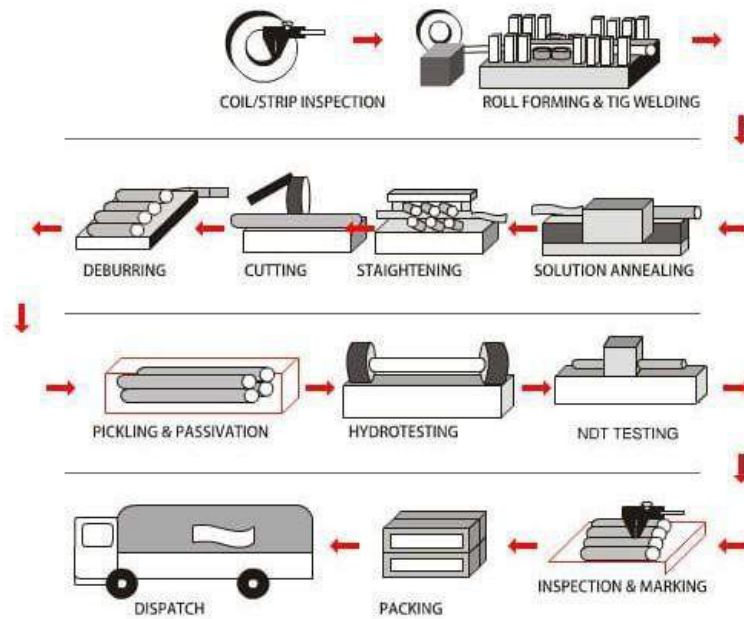 COIL/STRIP INSPECTION
ROLL FORMING & TIG WELDING
DEBURRING
CUTTING
STAIGHTENING
SOLUTION ANNEALING
PICKLING & PASSIVATION
HYDROTESTING
NDT TESTING
DISPATCH
PACKING
INSPECTION & MARKING